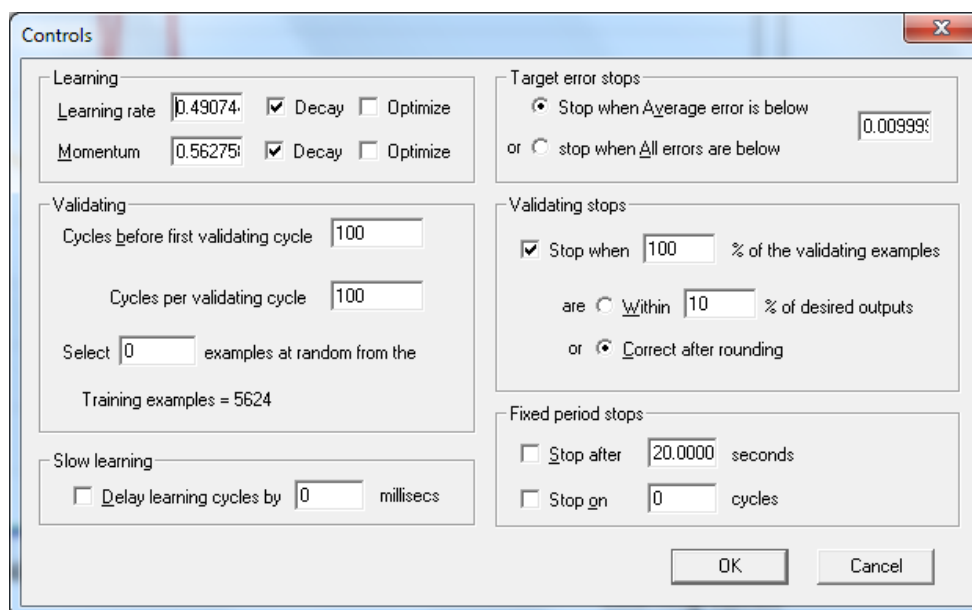 Controls
Learning
Learning rate 0.49074 Decay Optimize
Momentum 0.56275 Decay Optimize
Validating
Cycles before first validating cycle 100
Cycles per validating cycle 100
Select 0 examples at random from the
Training examples = 5624
Slow learning
Delay learning cycles by 0 millisecs
Target error stops
Stop when Average error is below
0.00999
or stop when All errors are below
Validating stops
Stop when 100 % of the validating examples
are Within 10 % of desired outputs
or Correct after rounding
Fixed period stops
Stop after 20.0000 seconds
Stop on 0 cycles
OK Cancel